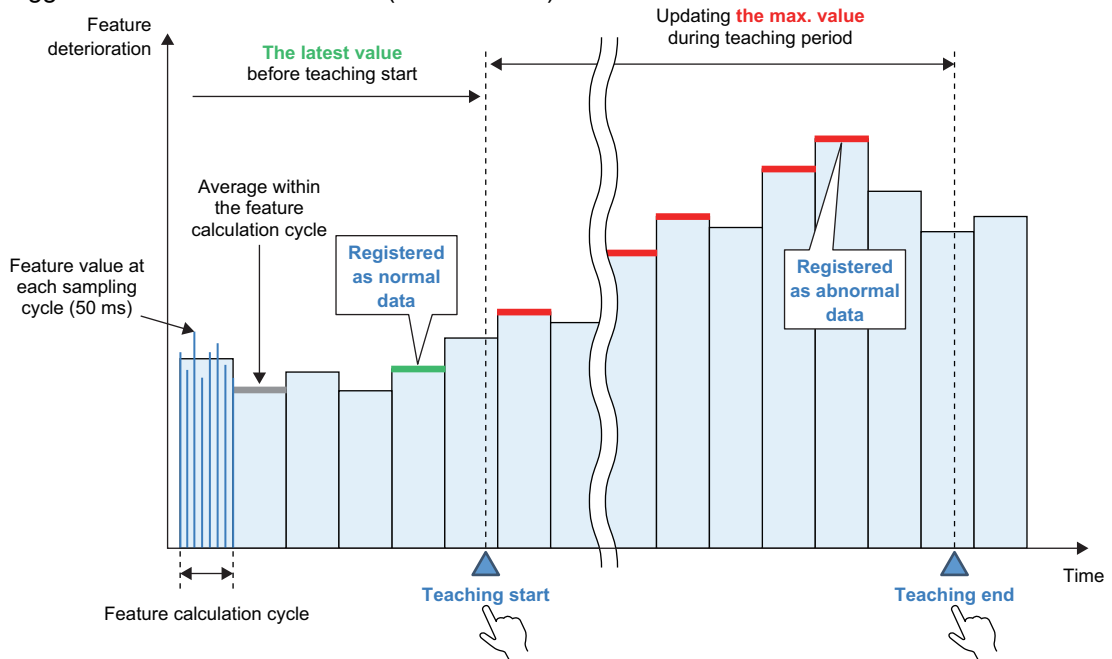 Feature
deterioration
The latest value
before teaching start
Updating the max. value
during teaching period
Average within
the feature
calculation cycle
Feature value at
each sampling
cycle (50 ms)
Registered
as normal
data
Registered
as abnormal
data
Time
Teaching start
Teaching end
Feature calculation cycle